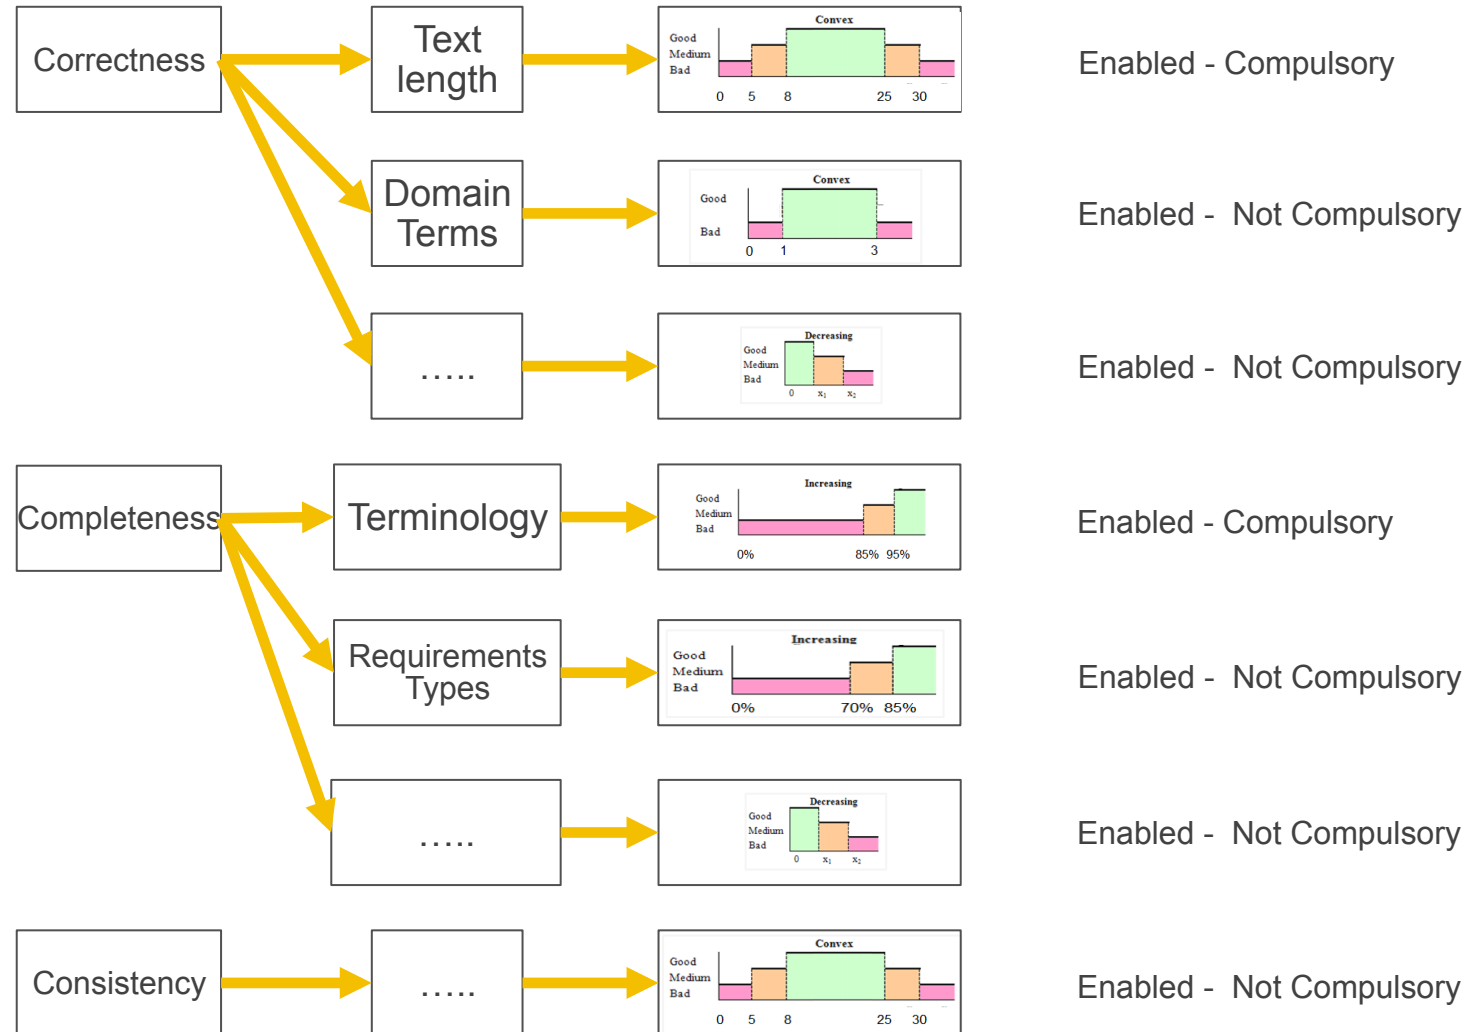 Correctness
Text
length
Convex
Good
Medium
Bad
0 5 8 25 30
Enabled - Compulsory
Domain
Terms
Convex
Good
Bad
0 1 3
Enabled - Not Compulsory
.....
Decreasing
Good
Medium
Bad
0 x₁ x₂
Enabled - Not Compulsory
Completeness
Terminology
Increasing
Good
Medium
Bad
0% 85% 95%
Enabled - Compulsory
Requirements
Types
Increasing
Good
Medium
Bad
0% 70% 85%
Enabled - Not Compulsory
.....
Decreasing
Good
Medium
Bad
0 x₁ x₂
Enabled - Not Compulsory
Consistency
.....
Convex
Good
Medium
Bad
0 5 8 25 30
Enabled - Not Compulsory